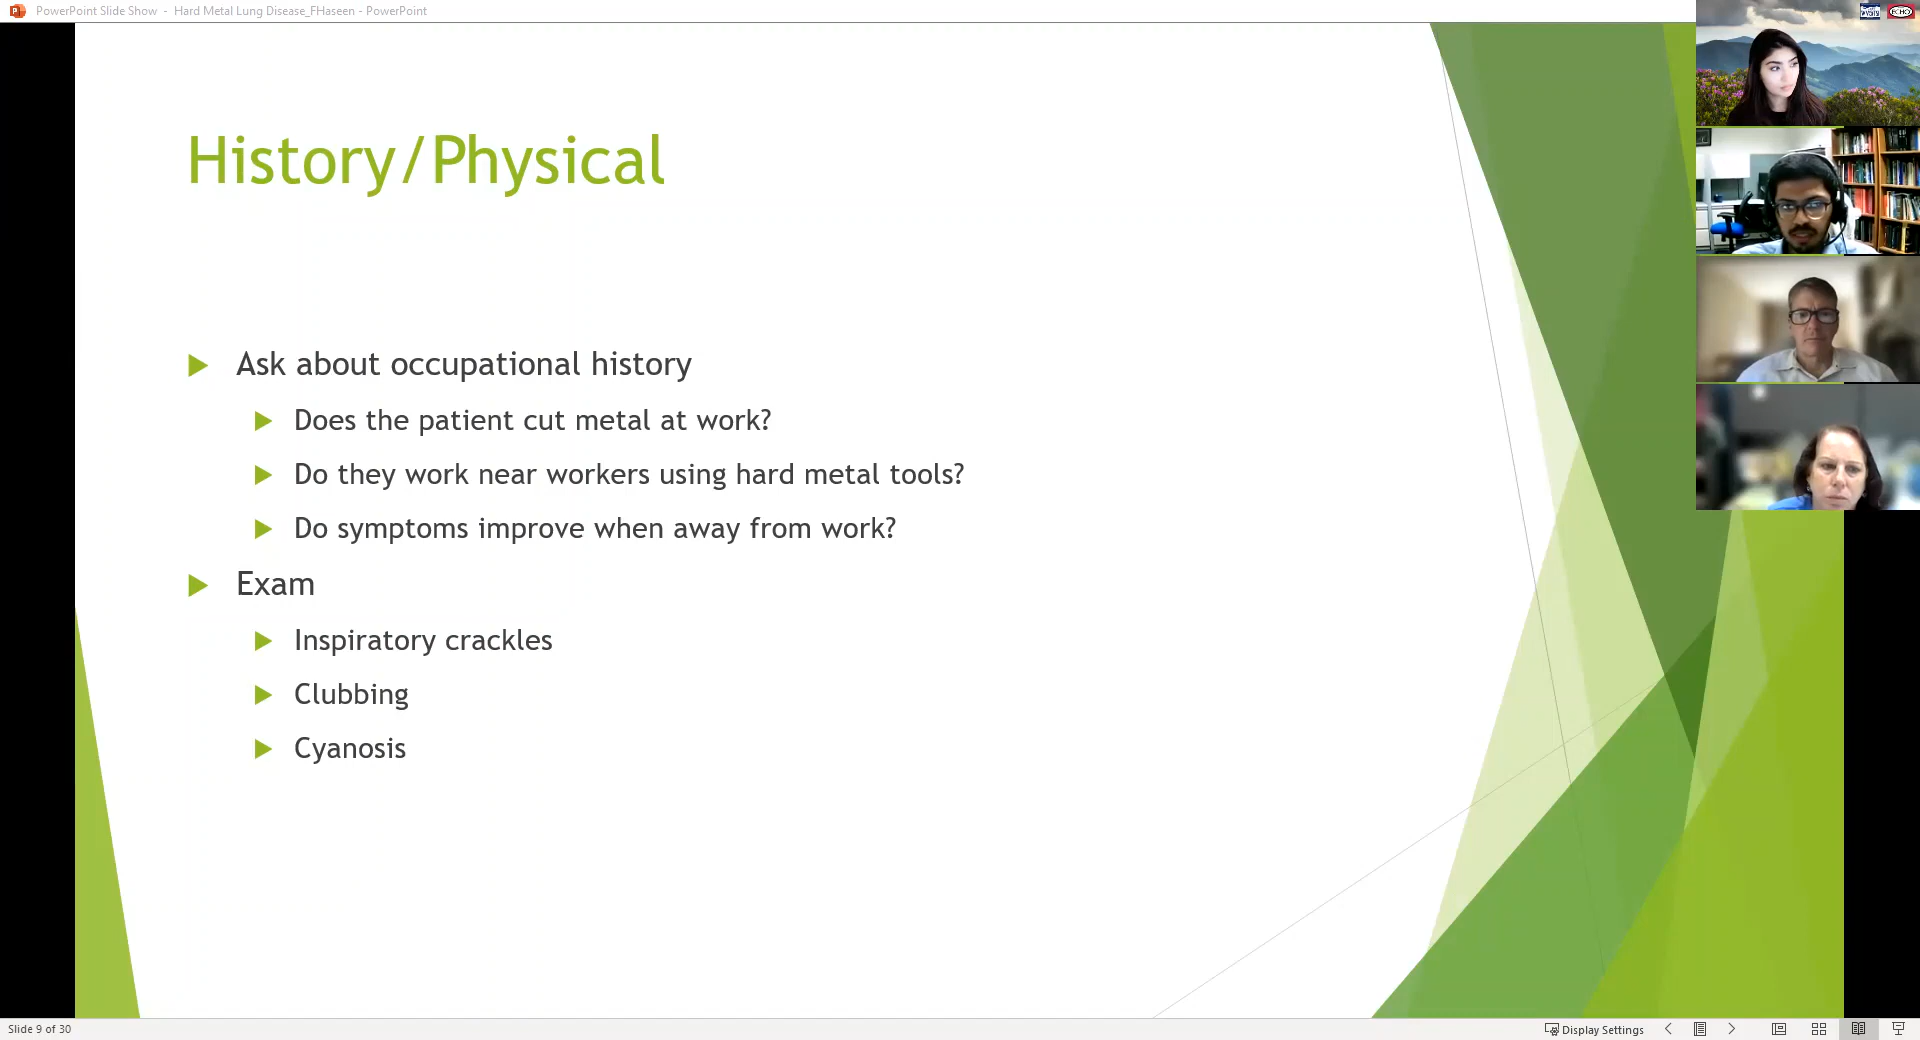 PowerPoint Slide Show - Hard Metal Lung Disease_FHaseen - PowerPoint
ECHO
History/Physical
Ask about occupational history
Does the patient cut metal at work?
Do they work near workers using hard metal tools?
Do symptoms improve when away from work?
Exam
Inspiratory crackles
Clubbing
Cyanosis
Slide 9 of 30
Display Settings